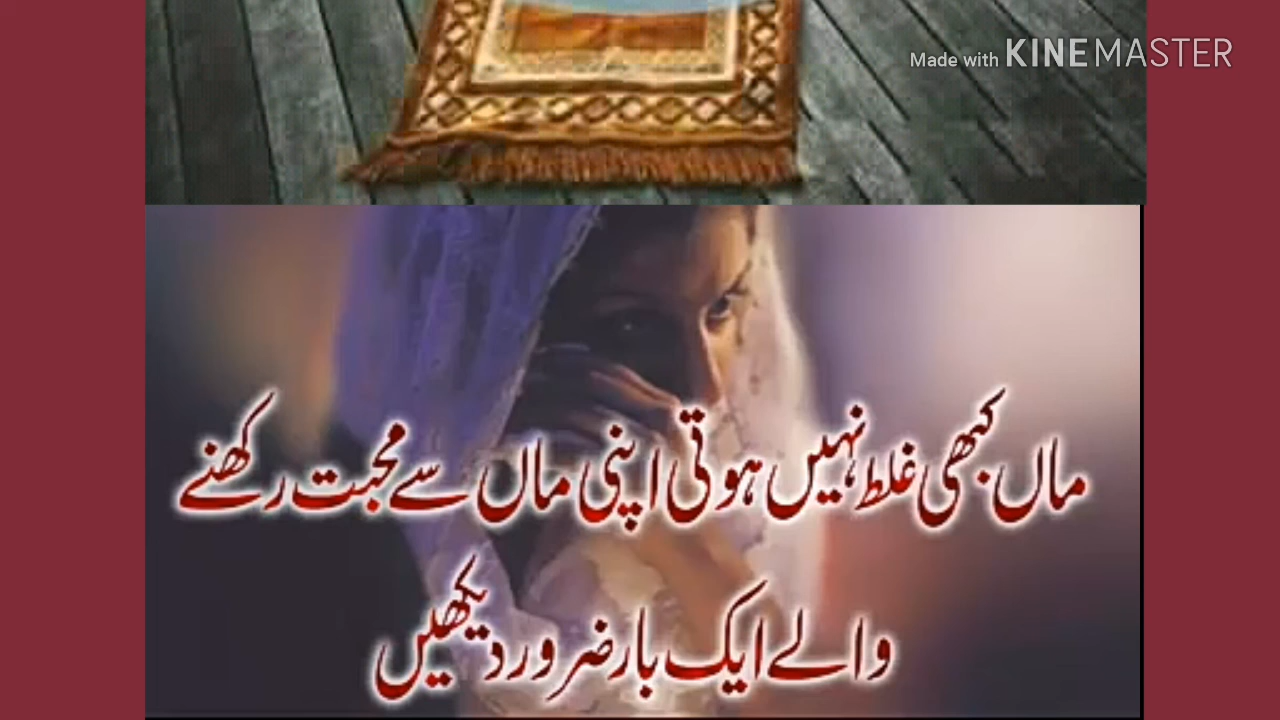 Made with KINEMASTER
ماں کبھی غلط نہیں ہوتی اپنی ماں سے محبت رکھنے
والے ایک بار ضرور دیکھیں